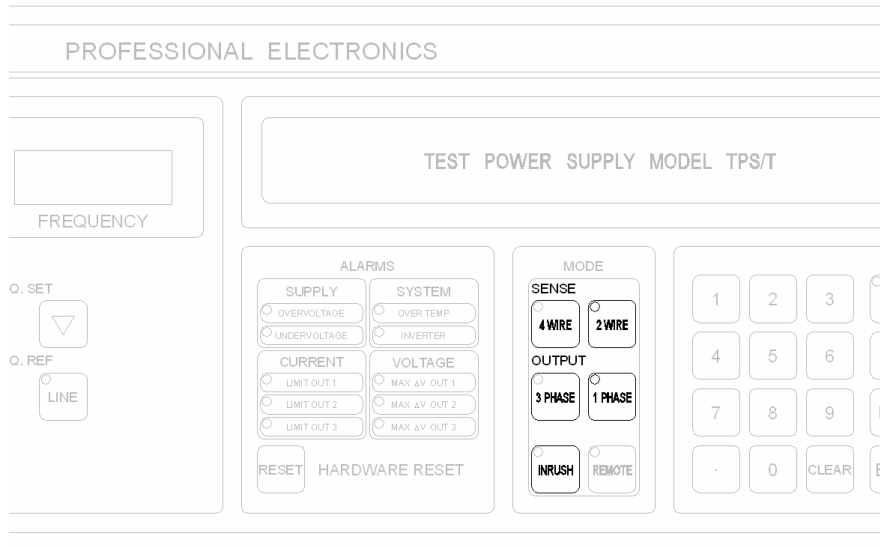 PROFESSIONAL ELECTRONICS
TEST POWER SUPPLY MODEL TPS/T
FREQUENCY
Q. SET
Q. REF
LINE
ALARMS
SUPPLY
OVERVOLTAGE
UNDERVOLTAGE
SYSTEM
OVER TEMP
INVERTER
CURRENT
LIMIT OUT 1
LIMIT OUT 2
LIMIT OUT 3
VOLTAGE
MAX ΔV OUT 1
MAX ΔV OUT 2
MAX ΔV OUT 3
RESET HARDWARE RESET
MODE
SENSE
4 WIRE 2 WIRE
OUTPUT
3 PHASE 1 PHASE
INRUSH REMOTE
1 2 3
4 5 6
7 8 9
. 0 CLEAR